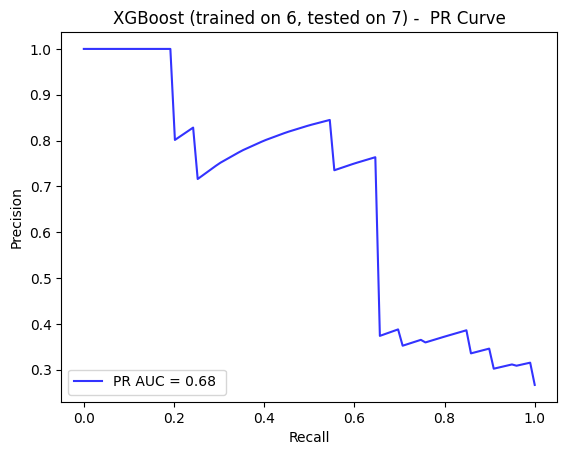 XGBoost (trained on 6, tested on 7) -  PR Curve
1.0
0.9
0.8
0.7
0.6
0.5
0.4
0.3
Precision
PR AUC = 0.68
0.0 0.2 0.4 0.6 0.8 1.0
Recall